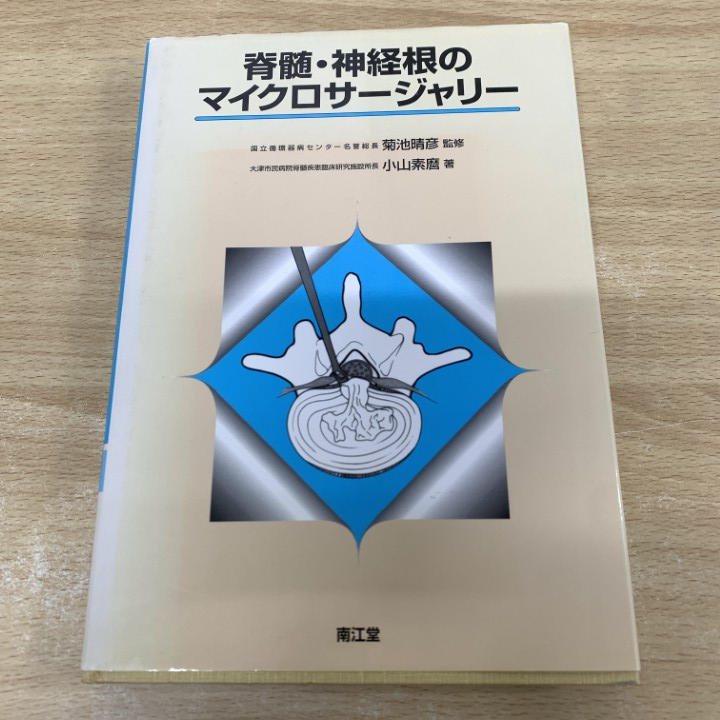 脊髄・神経根の
マイクロサージャリー
国立循環器病センター名誉総長 菊池晴彦 監修
大津市民病院脊髄疾患臨床研究施設所長 小山素麿 著
南江堂